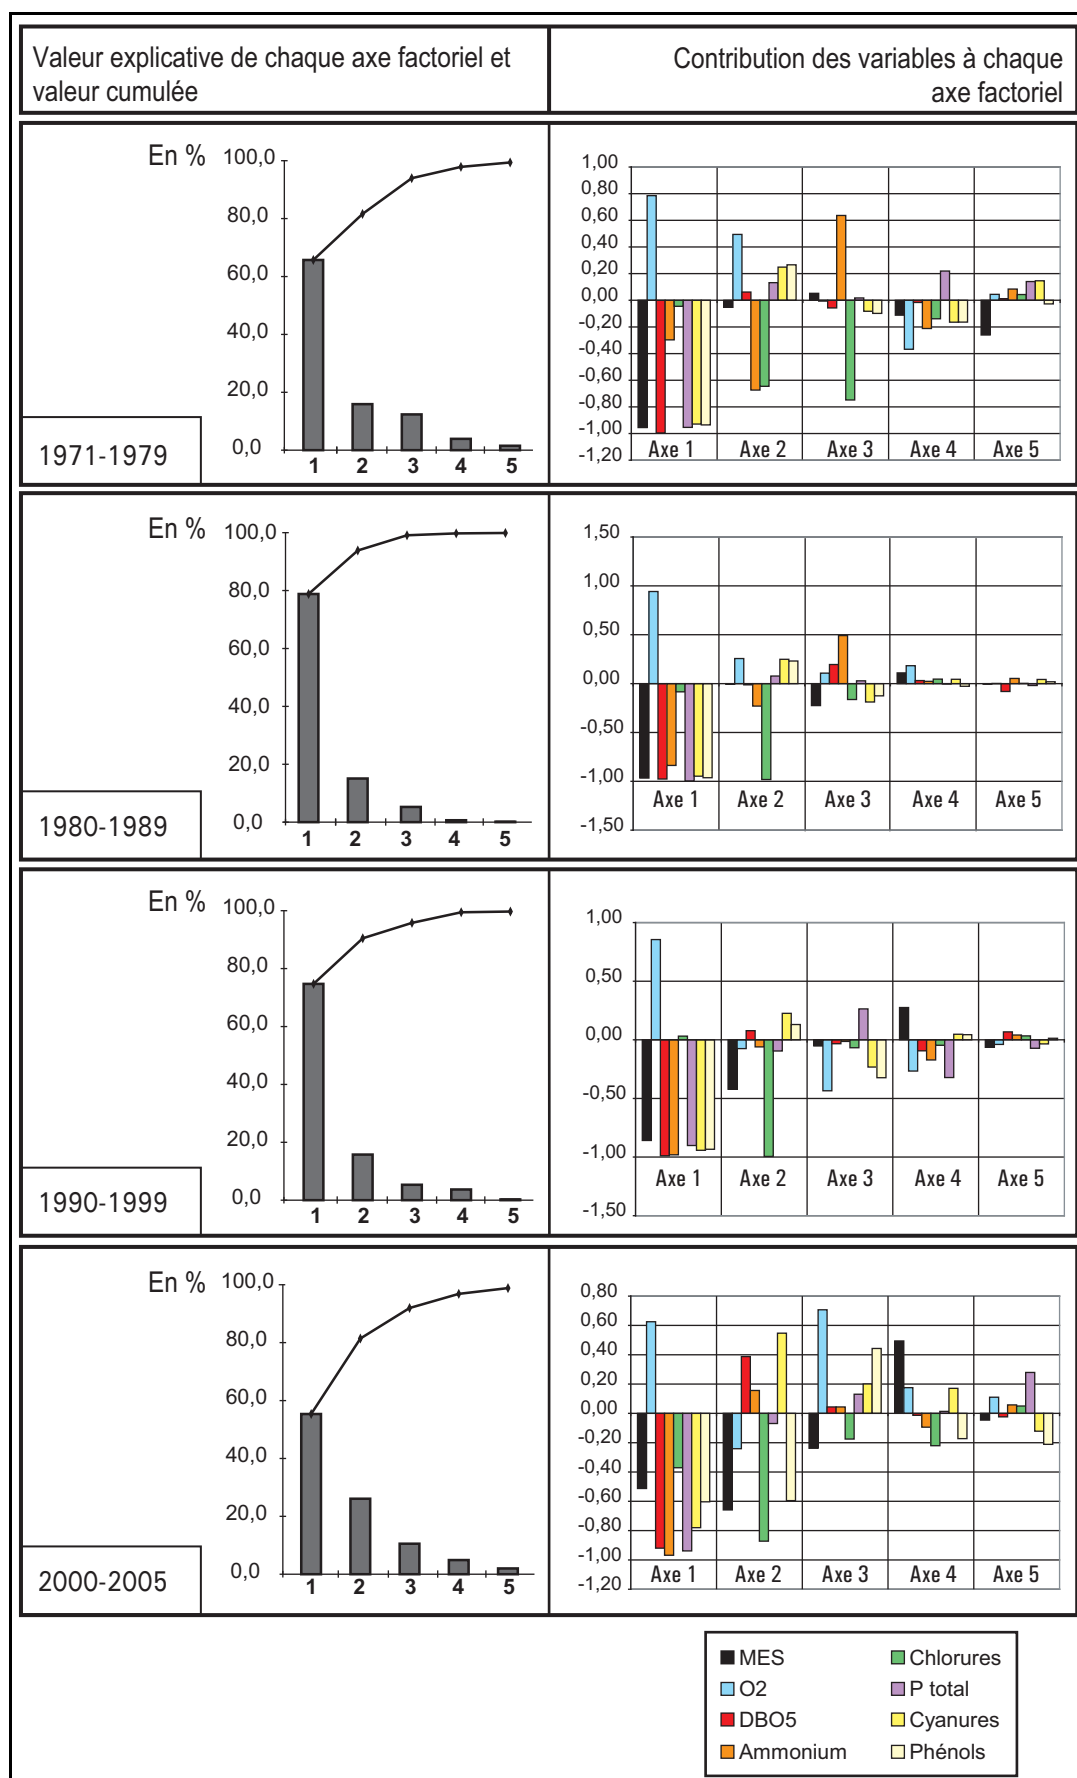 Valeur explicative de chaque axe factoriel et
valeur cumulée
Contribution des variables à chaque
axe factoriel
En %
100,0
80,0
60,0
40,0
20,0
0,0
1 2 3 4 5
1971-1979
1,00
0,80
0,60
0,40
0,20
0,00
-0,20
-0,40
-0,60
-0,80
-1,00
-1,20
Axe 1 Axe 2 Axe 3 Axe 4 Axe 5
En %
100,0
80,0
60,0
40,0
20,0
0,0
1 2 3 4 5
1980-1989
1,50
1,00
0,50
0,00
-0,50
-1,00
-1,50
Axe 1 Axe 2 Axe 3 Axe 4 Axe 5
En %
100,0
80,0
60,0
40,0
20,0
0,0
1 2 3 4 5
1990-1999
1,00
0,50
0,00
-0,50
-1,00
-1,50
Axe 1 Axe 2 Axe 3 Axe 4 Axe 5
En %
100,0
80,0
60,0
40,0
20,0
0,0
1 2 3 4 5
2000-2005
0,80
0,60
0,40
0,20
0,00
-0,20
-0,40
-0,60
-0,80
-1,00
-1,20
Axe 1 Axe 2 Axe 3 Axe 4 Axe 5
MES
O2
DBO5
Ammonium
Chlorures
P total
Cyanures
Phénols